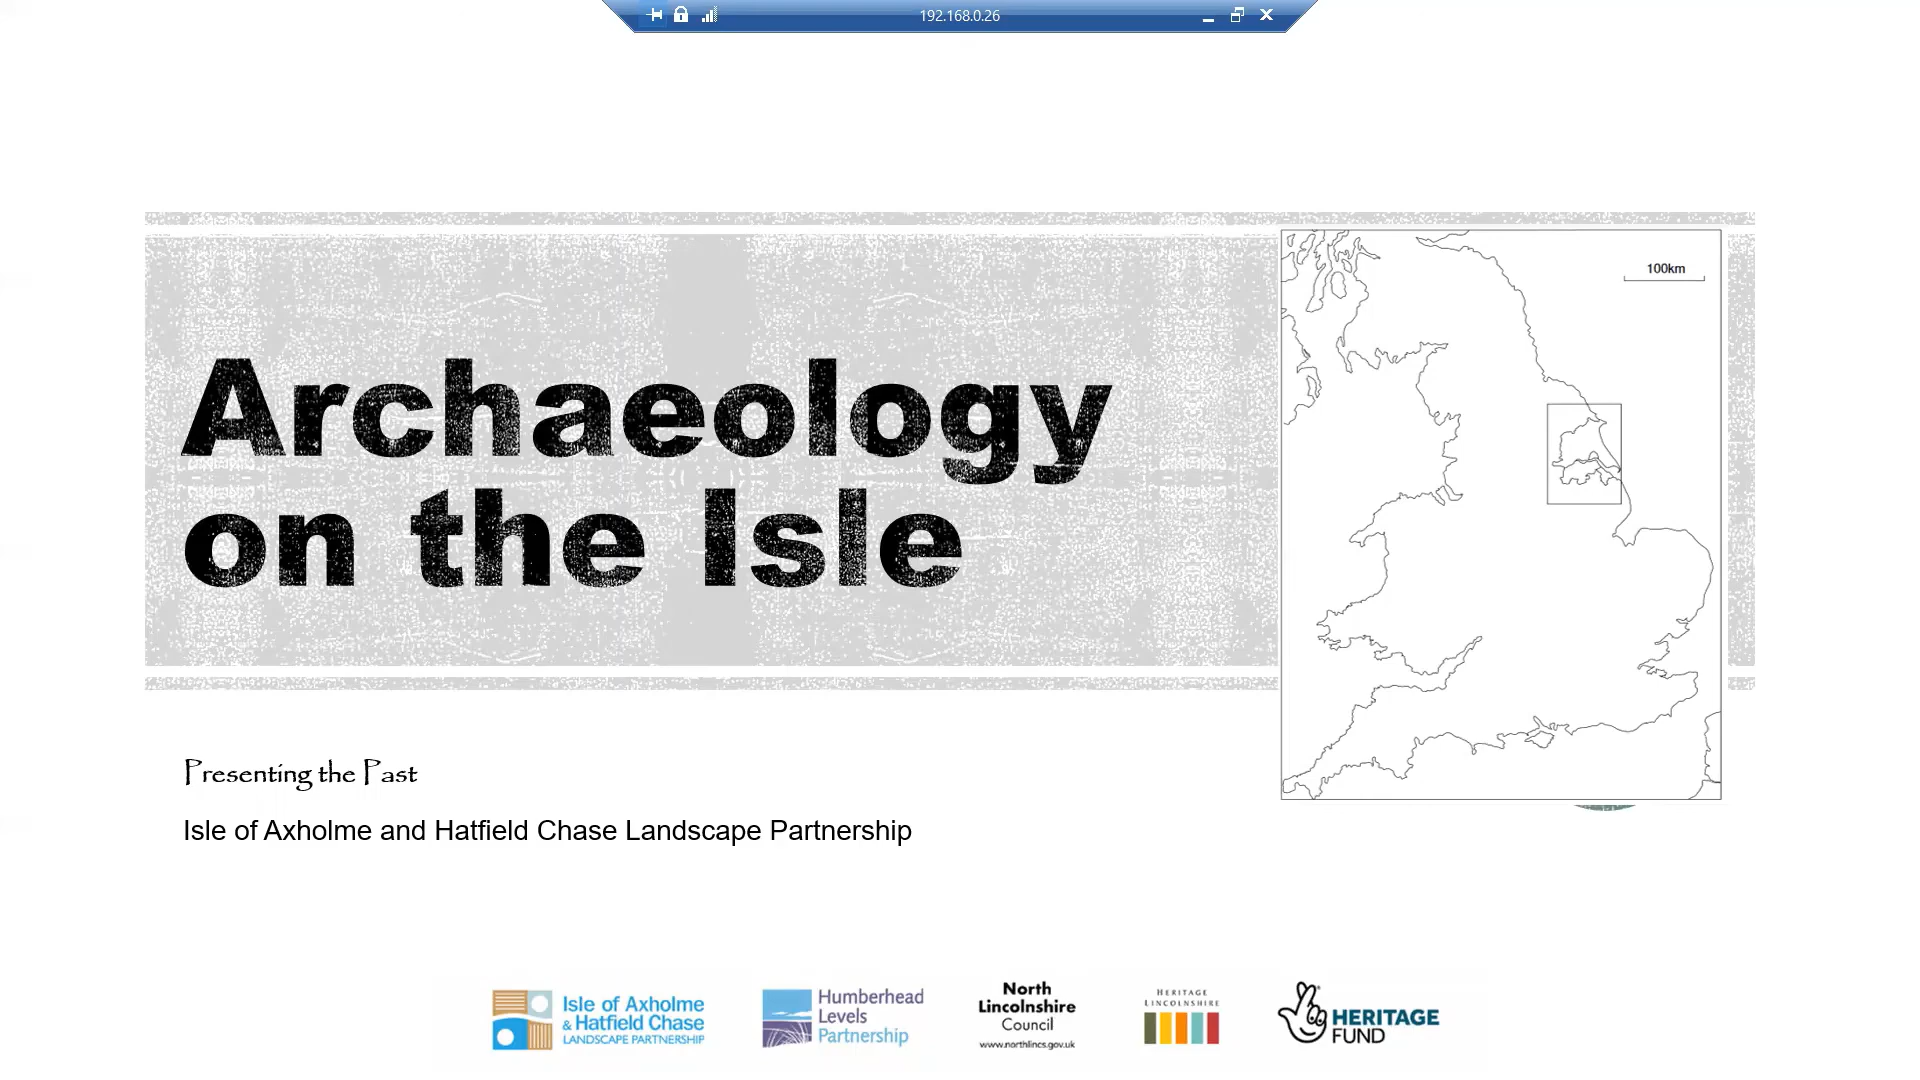 192.168.0.26
100km
Archaeology
on the Isle
Presenting the Past
Isle of Axholme and Hatfield Chase Landscape Partnership
Isle of Axholme
& Hatfield Chase
LANDSCAPE PARTNERSHIP
Humberhead
Levels
Partnership
North
Lincolnshire
Council
www.northlincs.gov.uk
HERITAGE
LINCOLNSHIRE
HERITAGE
FUND